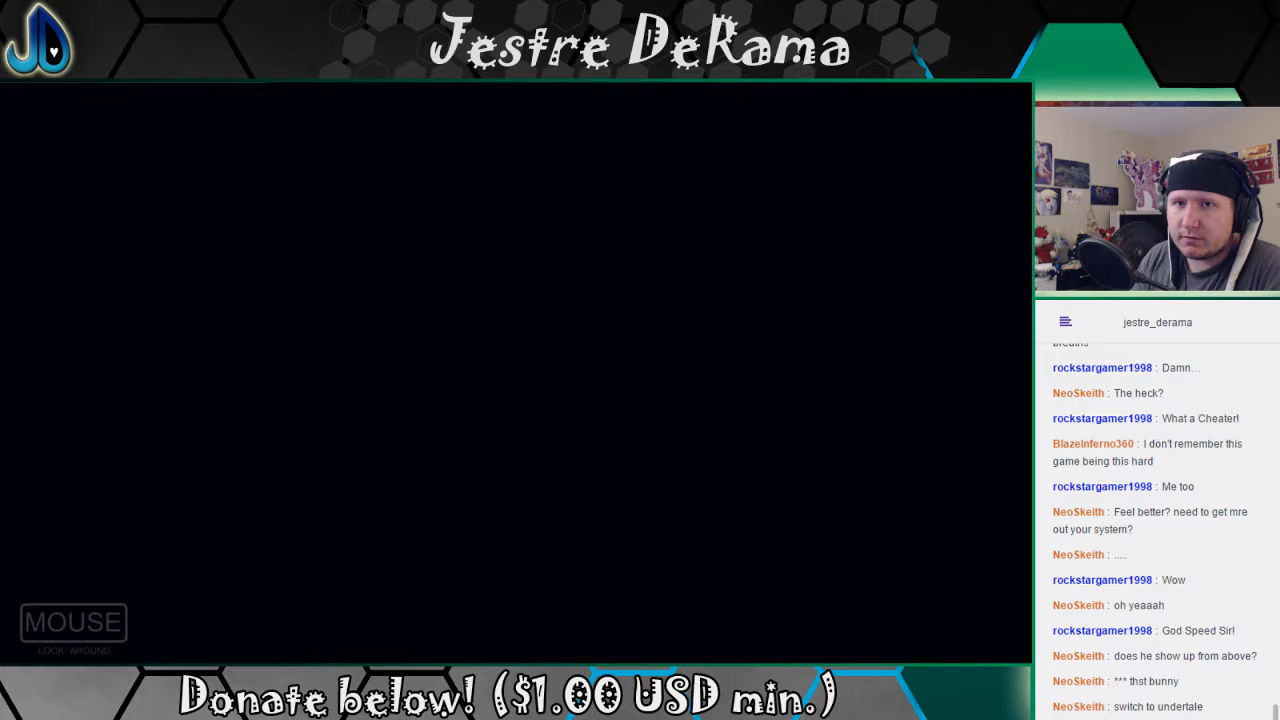 JD
Jestre DeRama
jestre_derama
breaths
rockstargamer1998 : Damn...
NeoSkeith : The heck?
rockstargamer1998 : What a Cheater!
BlazeInferno360 : I don't remember this
game being this hard
rockstargamer1998 : Me too
NeoSkeith : Feel better? need to get mre
out your system?
NeoSkeith : .....
rockstargamer1998 : Wow
NeoSkeith : oh yeaaah
rockstargamer1998 : God Speed Sir!
NeoSkeith : does he show up from above?
NeoSkeith : *** thst bunny
NeoSkeith : switch to undertale
MOUSE
LOOK AROUND
Donate below! ($1.00 USD min.)